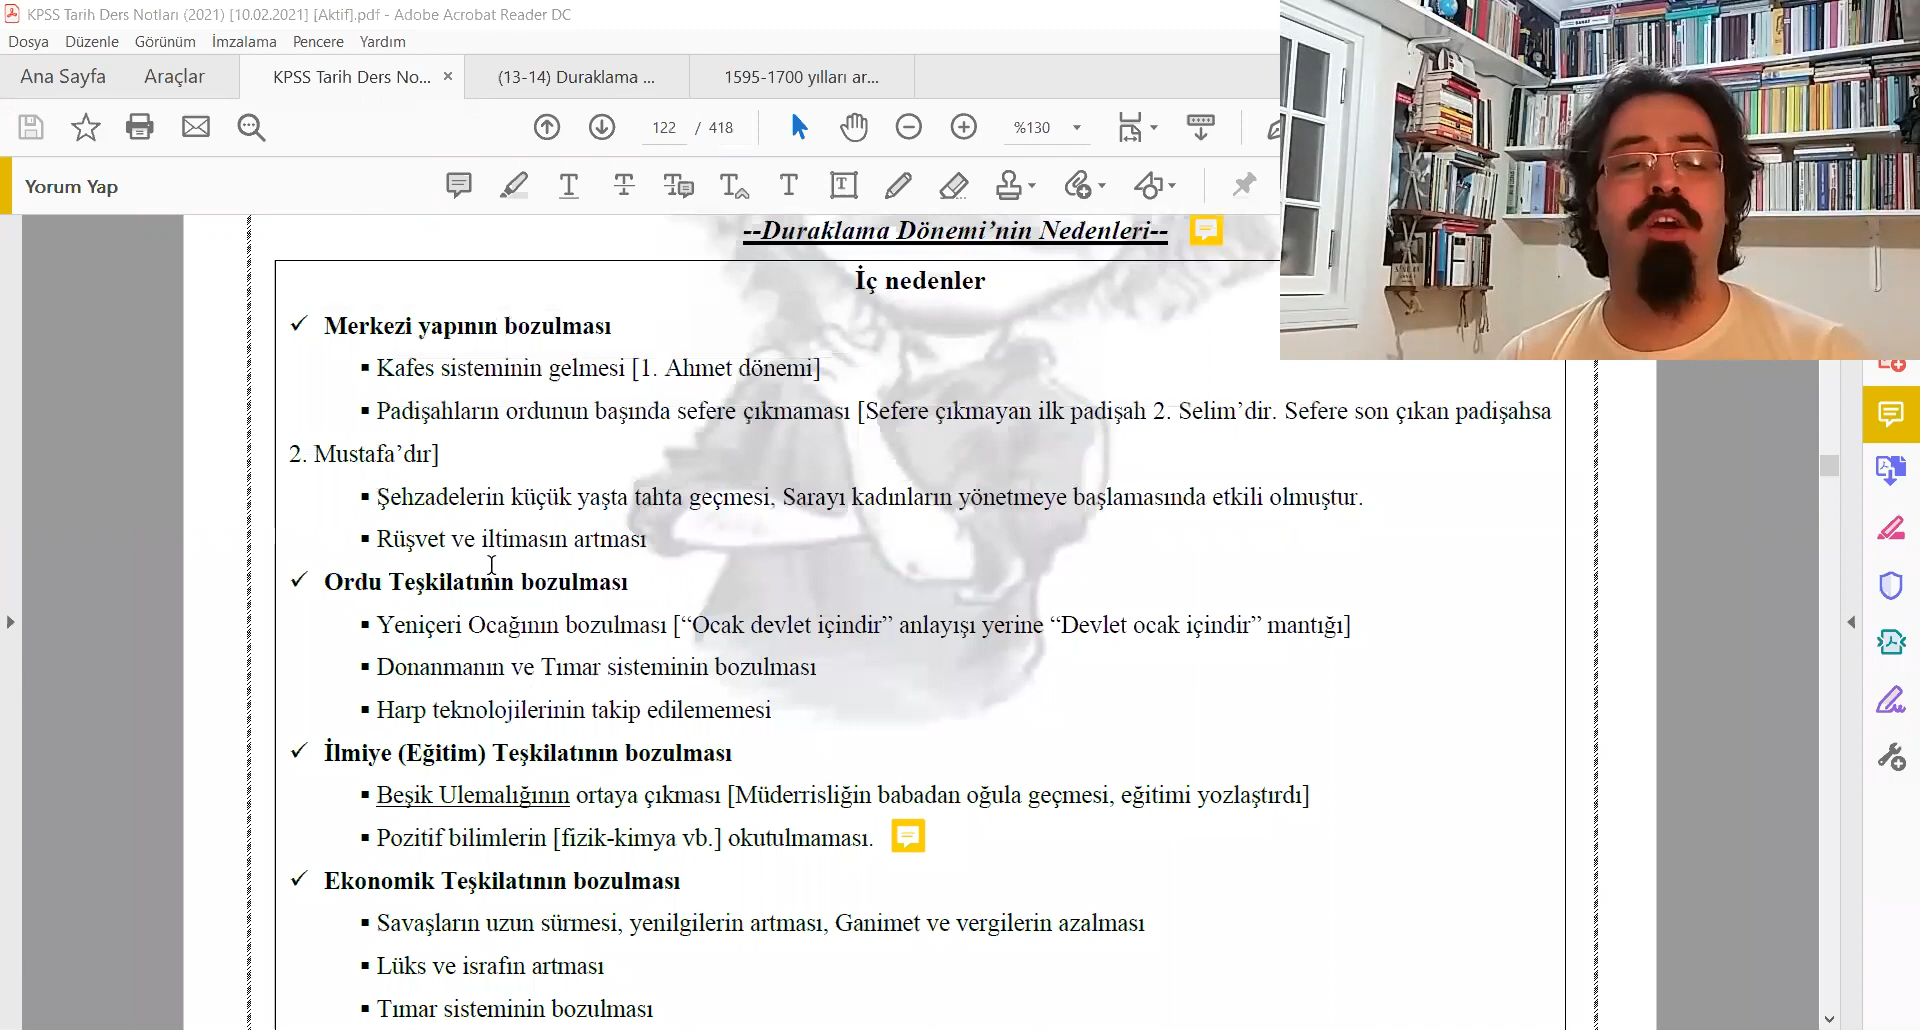 KPSS Tarih Ders Notları (2021) [10.02.2021] [Aktif].pdf - Adobe Acrobat Reader DC
Dosya Düzenle Görünüm İmzalama Pencere Yardım
Ana Sayfa Araçlar KPSS Tarih Ders No... × (13-14) Duraklama ... 1595-1700 yılları ar...
122 / 418 %130
Yorum Yap
--Duraklama Dönemi’nin Nedenleri--
İç nedenler
✓ Merkezi yapının bozulması
▪ Kafes sisteminin gelmesi [1. Ahmet dönemi]
▪ Padişahların ordunun başında sefere çıkmaması [Sefere çıkmayan ilk padişah 2. Selim’dir. Sefere son çıkan padişahsa
2. Mustafa’dır]
▪ Şehzadelerin küçük yaşta tahta geçmesi, Sarayı kadınların yönetmeye başlamasında etkili olmuştur.
▪ Rüşvet ve iltimasın artması
✓ Ordu Teşkilatının bozulması
▪ Yeniçeri Ocağının bozulması [“Ocak devlet içindir” anlayışı yerine “Devlet ocak içindir” mantığı]
▪ Donanmanın ve Tımar sisteminin bozulması
▪ Harp teknolojilerinin takip edilememesi
✓ İlmiye (Eğitim) Teşkilatının bozulması
▪ Beşik Ulemalığının ortaya çıkması [Müderrisliğin babadan oğula geçmesi, eğitimi yozlaştırdı]
▪ Pozitif bilimlerin [fizik-kimya vb.] okutulmaması.
✓ Ekonomik Teşkilatının bozulması
▪ Savaşların uzun sürmesi, yenilgilerin artması, Ganimet ve vergilerin azalması
▪ Lüks ve israfın artması
▪ Tımar sisteminin bozulması